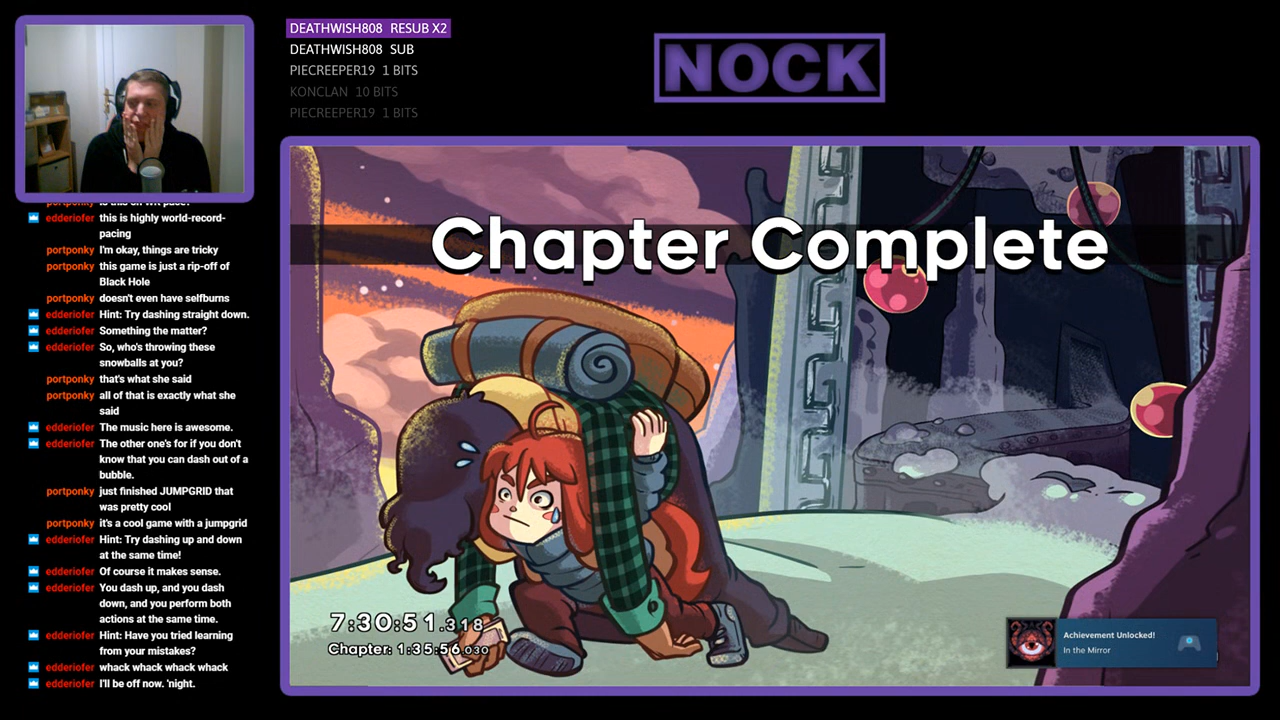 DEATHWISH808 RESUB X2
DEATHWISH808 SUB
PIECREEPER19 1 BITS
KONCLAN 10 BITS
PIECREEPER19 1 BITS
NOCK
edderiofer this is highly world-record-
pacing
portponky I'm okay, things are tricky
portponky this game is just a rip-off of
Black Hole
portponky doesn't even have selfburns
edderiofer Hint: Try dashing straight down.
edderiofer Something the matter?
edderiofer So, who's throwing these
snowballs at you?
portponky that's what she said
portponky all of that is exactly what she
said
edderiofer The music here is awesome.
edderiofer The other one's for if you don't
know that you can dash out of a
bubble.
portponky just finished JUMPGRID that
was pretty cool
portponky it's a cool game with a jumpgrid
edderiofer Hint: Try dashing up and down
at the same time!
edderiofer Of course it makes sense.
edderiofer You dash up, and you dash
down, and you perform both
actions at the same time.
edderiofer Hint: Have you tried learning
from your mistakes?
edderiofer whack whack whack whack
edderiofer I'll be off now. 'night.
Chapter Complete
7:30:51.318
Chapter: 1:35:56.030
Achievement Unlocked!
In the Mirror